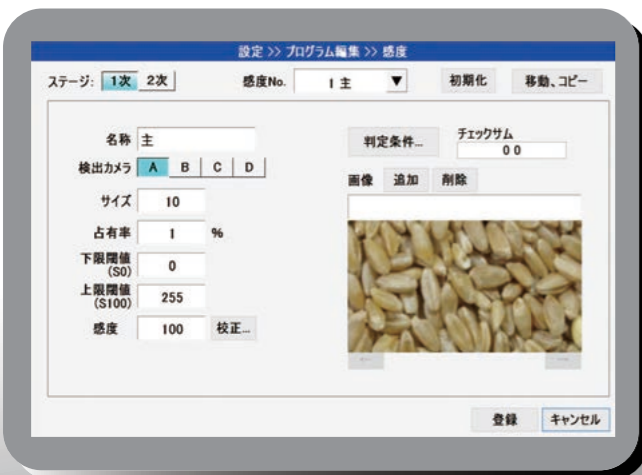 設定 >> プログラム編集 >> 感度
ステージ: 1次 2次 感度No. 1 主 ▼ 初期化 移動、コピー
名称 主
検出カメラ A B C D
サイズ 10
占有率 1 %
下限閾値 (S0) 0
上限閾値 (S100) 255
感度 100 校正...
判定条件... チェックサム
0 0
画像 追加 削除
← →
登録 キャンセル